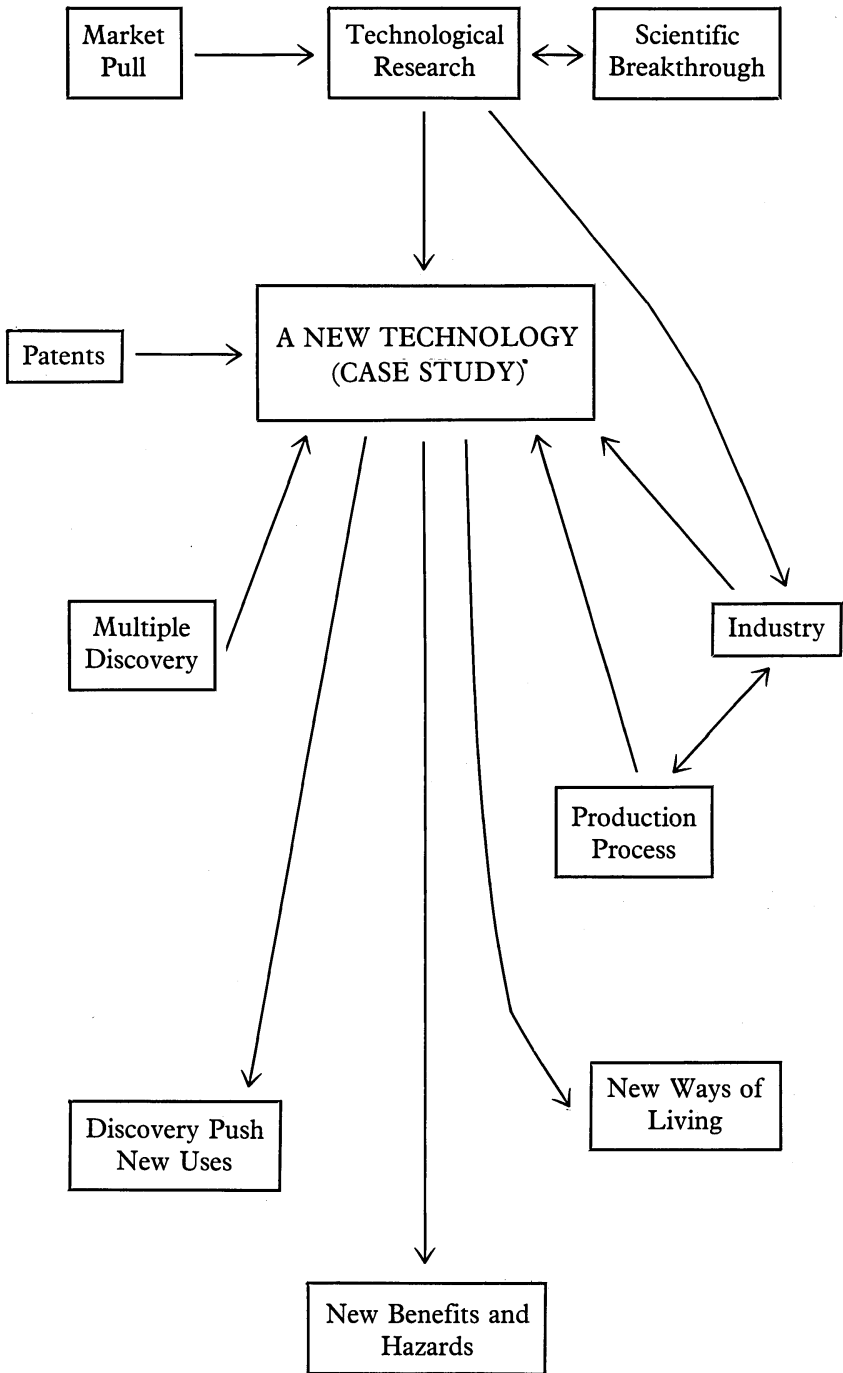 Market
Pull
Technological
Research
Scientific
Breakthrough
A NEW TECHNOLOGY
(CASE STUDY)
Patents
Multiple
Discovery
Industry
Production
Process
New Ways of
Living
Discovery Push
New Uses
New Benefits and
Hazards